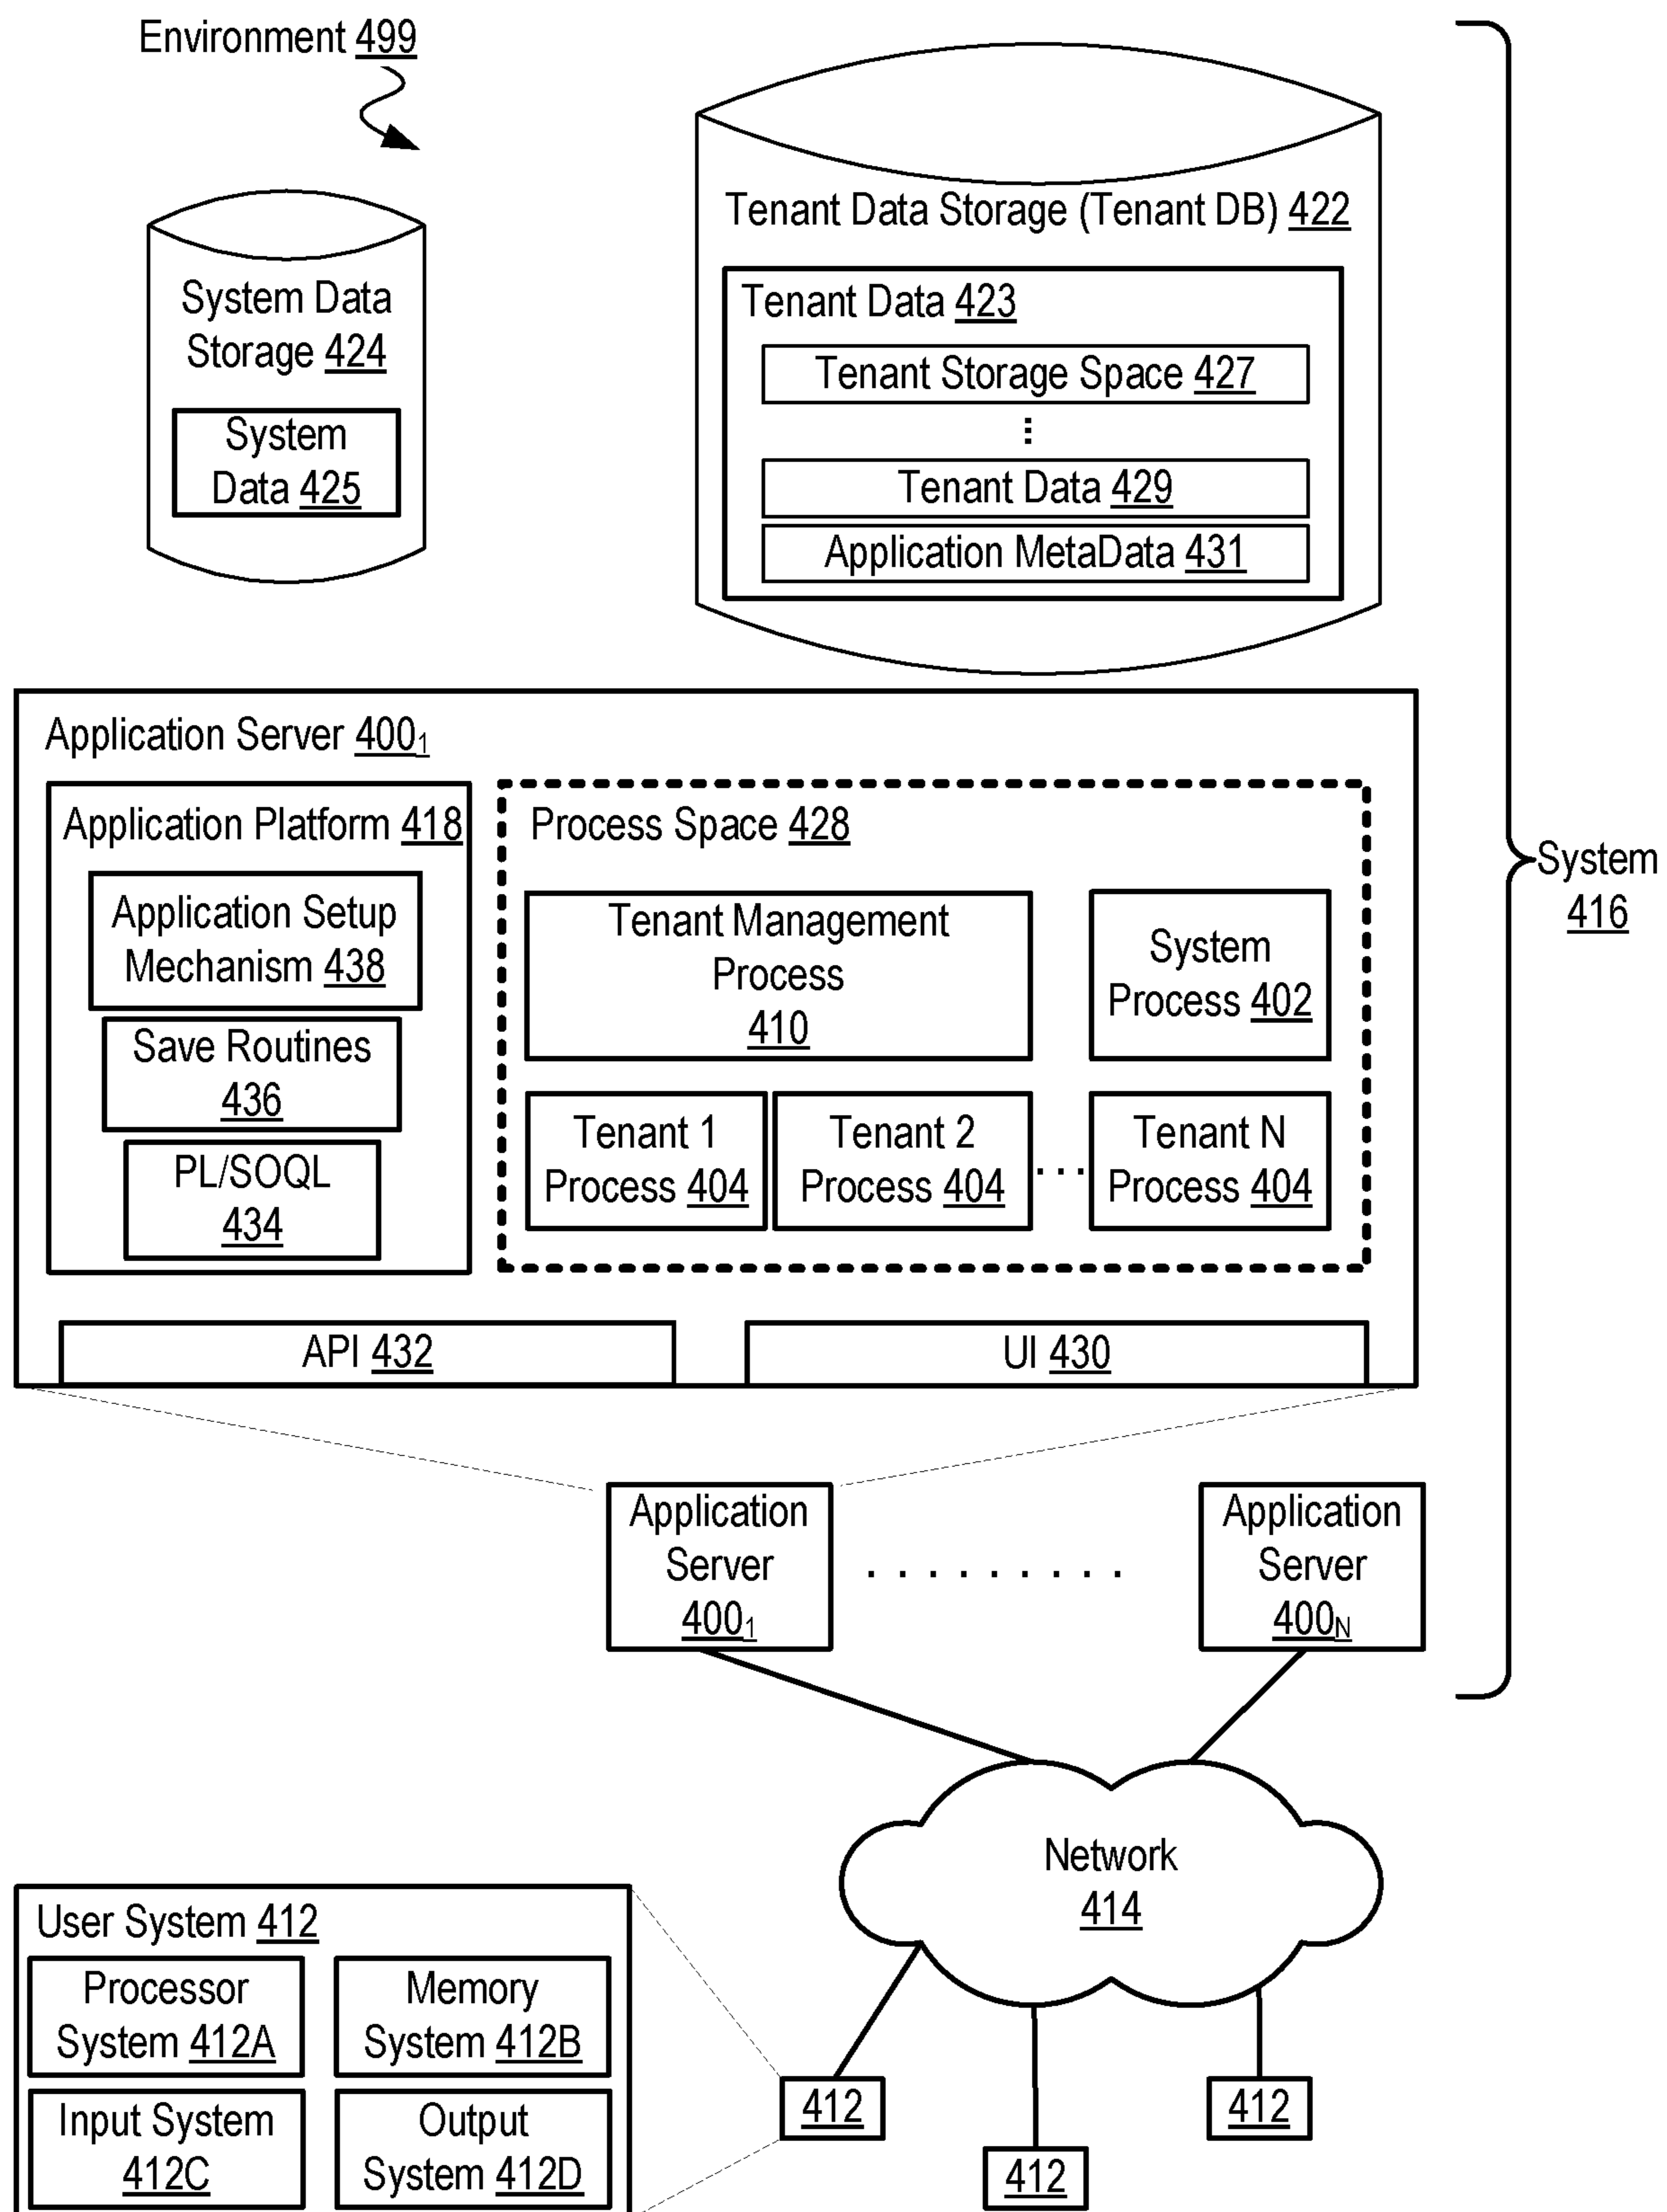 Environment 499
System Data
Storage 424
System
Data 425
Tenant Data Storage (Tenant DB) 422
Tenant Data 423
Tenant Storage Space 427
Tenant Data 429
Application MetaData 431
Application Server 400₁
Application Platform 418
Application Setup
Mechanism 438
Save Routines
436
PL/SOQL
434
Process Space 428
Tenant Management
Process
410
System
Process 402
Tenant 1
Process 404
Tenant 2
Process 404
Tenant N
Process 404
API 432
UI 430
System
416
Application
Server
400₁
Application
Server
400N
Network
414
User System 412
Processor
System 412A
Memory
System 412B
Input System
412C
Output
System 412D
412
412
412